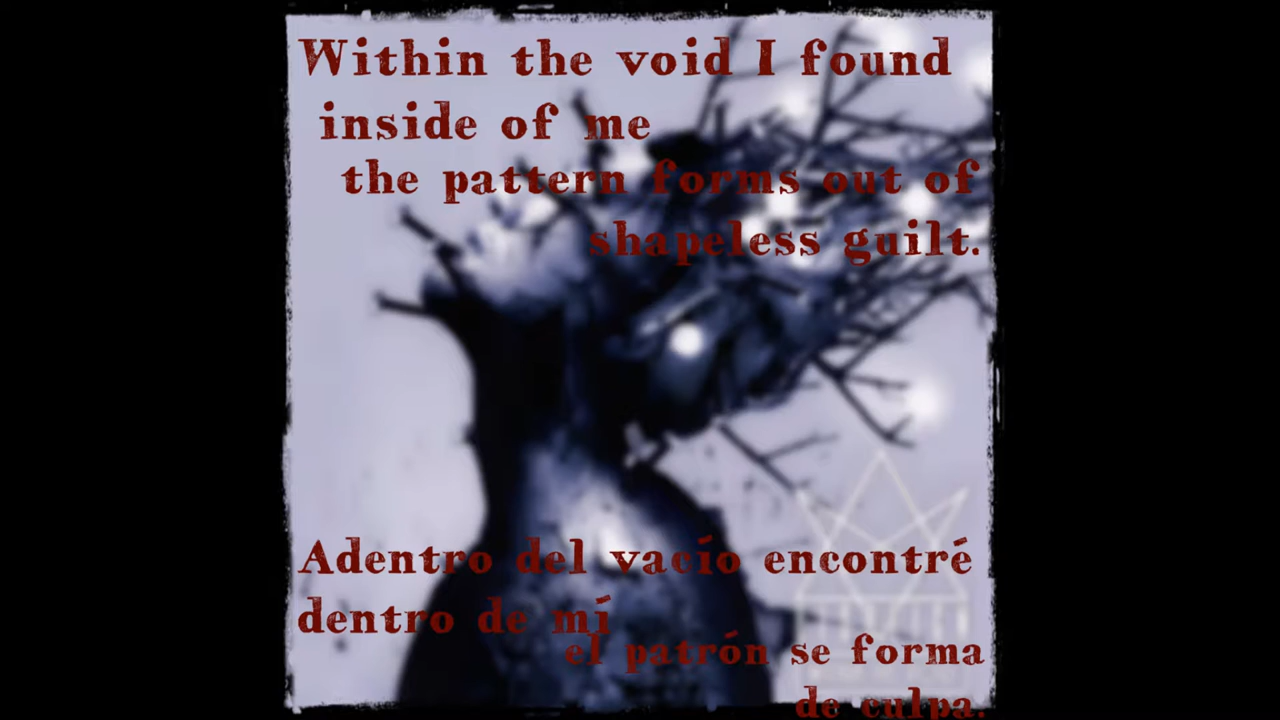 Within the void I found
inside of me
the pattern forms out of
shapeless guilt.
Adentro del vacío encontré
dentro de mí
el patrón se forma
de culpa.